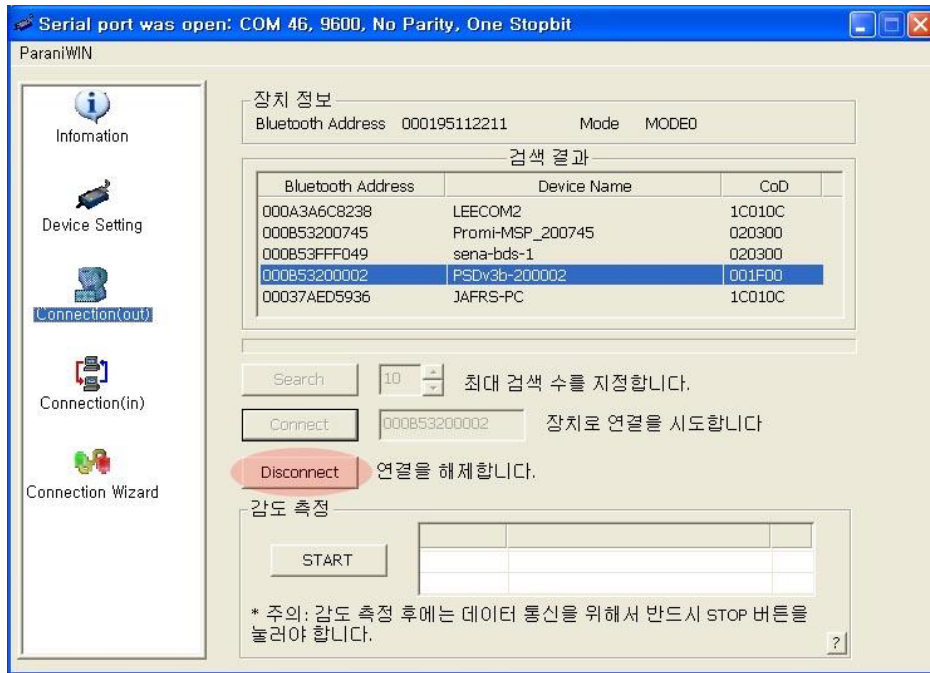 Serial port was open: COM 46, 9600, No Parity, One Stopbit
ParaniWIN
Infomation
Device Setting
Connection(out)
Connection(in)
Connection Wizard
장치 정보
Bluetooth Address 000195112211 Mode MODE0
검색 결과
Bluetooth Address Device Name CoD
000A3A6C8238 LEECOM2 1C010C
000B53200745 Promi-MSP_200745 020300
000B53FFF049 sena-bds-1 020300
000B53200002 PSDv3b-200002 001F00
00037AED5936 JAFRS-PC 1C010C
Search 10 최대 검색 수를 지정합니다.
Connect 000B53200002 장치로 연결을 시도합니다
Disconnect 연결을 해제합니다.
감도 측정
START
* 주의: 감도 측정 후에는 데이터 통신을 위해서 반드시 STOP 버튼을
눌러야 합니다.
?